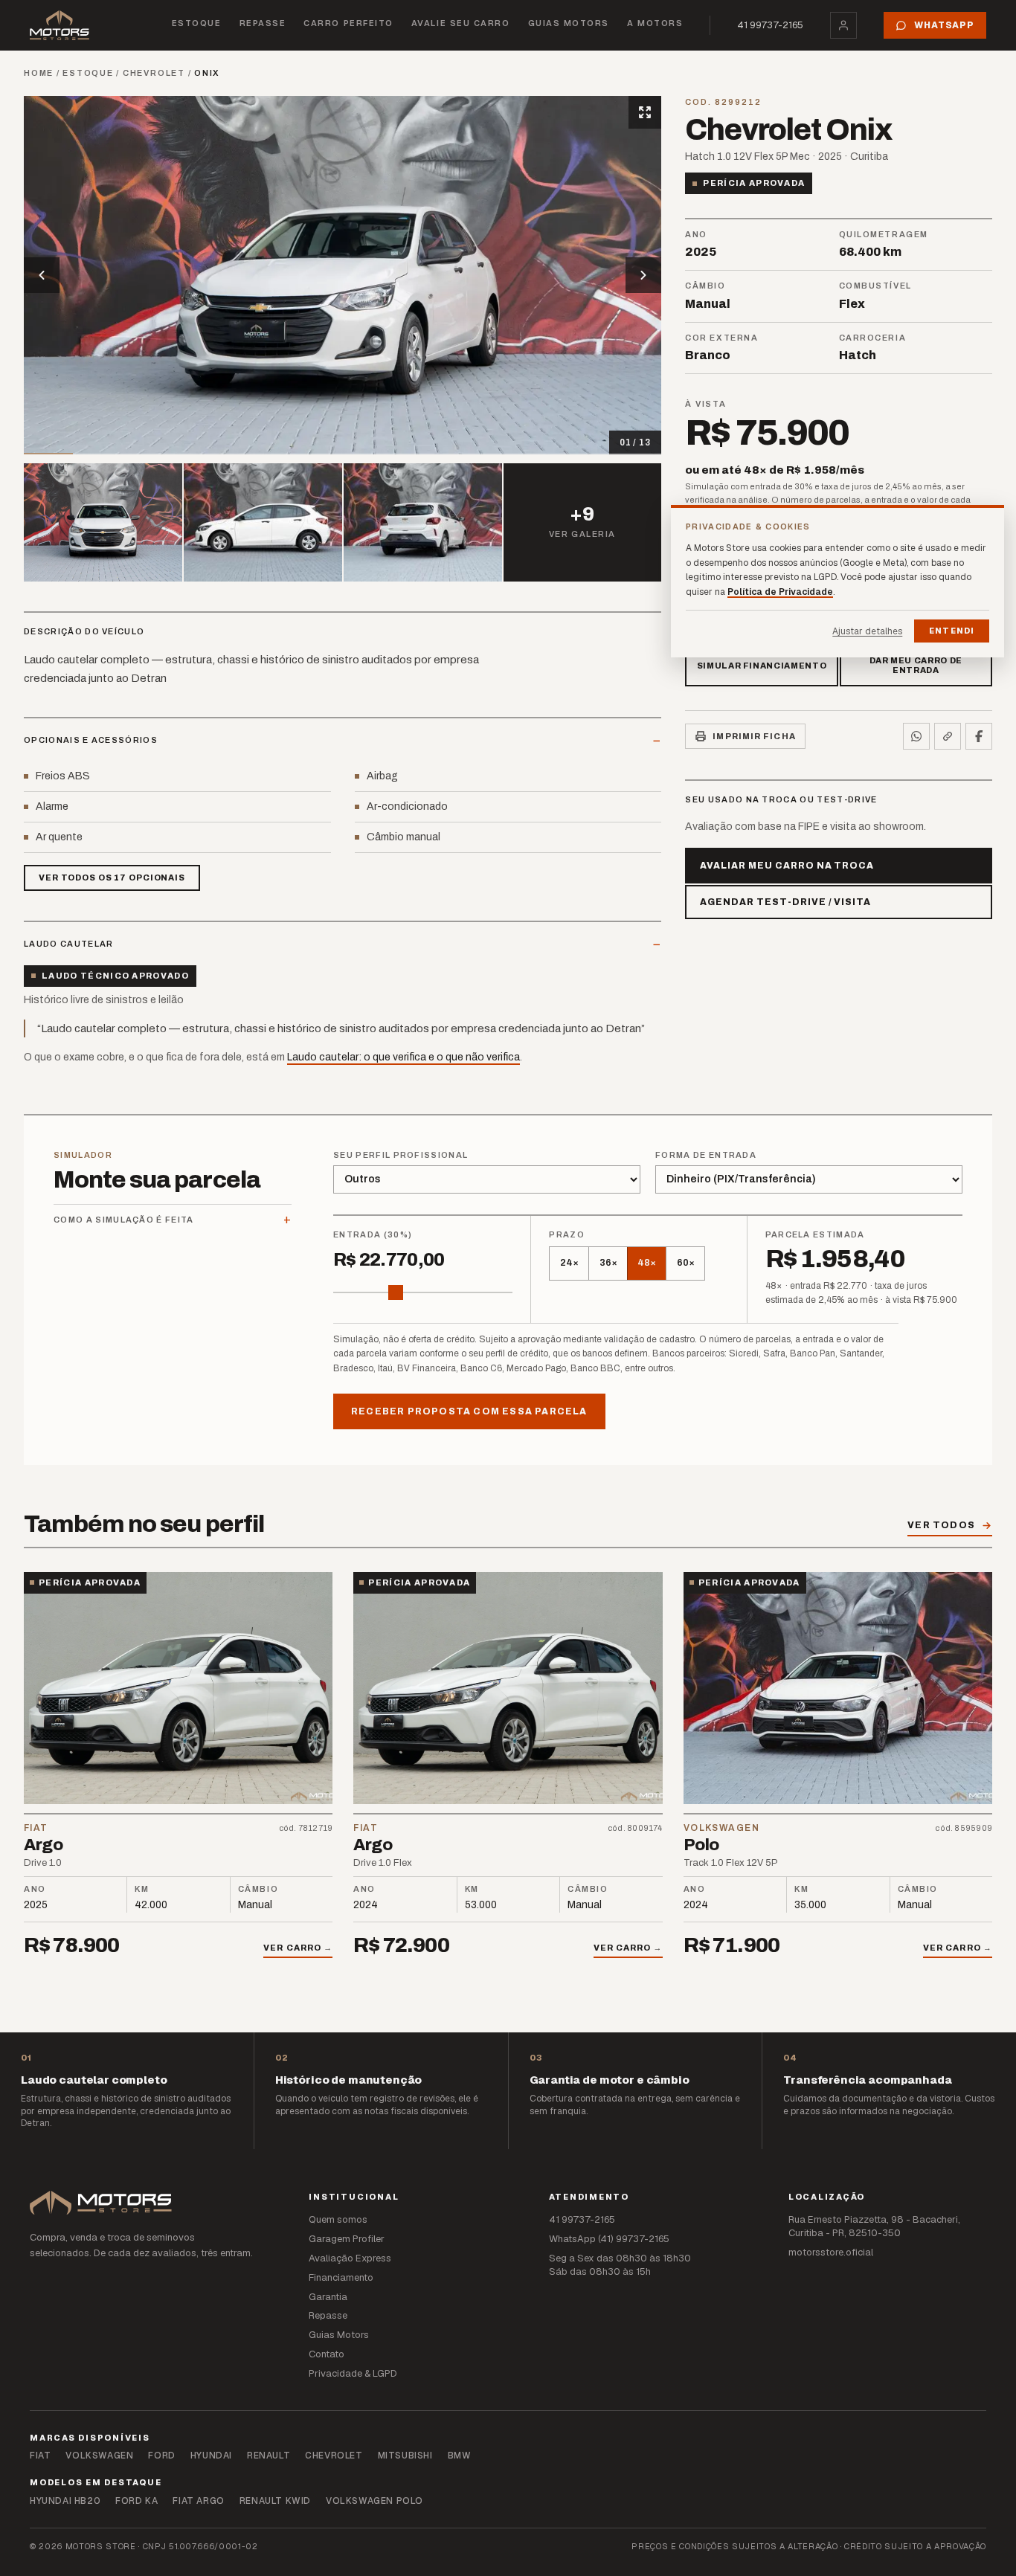 MOTORS
STORE
ESTOQUE REPASSE CARRO PERFEITO AVALIE SEU CARRO GUIAS MOTORS A MOTORS 41 99737-2165 WHATSAPP
HOME / ESTOQUE / CHEVROLET / ONIX
MOTORS
01 / 13
+9
VER GALERIA
COD. 8299212
Chevrolet Onix
Hatch 1.0 12V Flex 5P Mec · 2025 · Curitiba
PERÍCIA APROVADA
ANO QUILOMETRAGEM
2025 68.400 km
CÂMBIO COMBUSTÍVEL
Manual Flex
COR EXTERNA CARROCERIA
Branco Hatch
À VISTA
R$ 75.900
ou em até 48× de R$ 1.958/mês
Simulação com entrada de 30% e taxa de juros de 2,45% ao mês, a ser
verificada na análise. O número de parcelas, a entrada e o valor de cada
PRIVACIDADE & COOKIES
A Motors Store usa cookies para entender como o site é usado e medir
o desempenho dos nossos anúncios (Google e Meta), com base no
legítimo interesse previsto na LGPD. Você pode ajustar isso quando
quiser na Política de Privacidade.
Ajustar detalhes ENTENDI
SIMULAR FINANCIAMENTO
DAR MEU CARRO DE
ENTRADA
IMPRIMIR FICHA
SEU USADO NA TROCA OU TEST-DRIVE
Avaliação com base na FIPE e visita ao showroom.
AVALIAR MEU CARRO NA TROCA
AGENDAR TEST-DRIVE / VISITA
DESCRIÇÃO DO VEÍCULO
Laudo cautelar completo — estrutura, chassi e histórico de sinistro auditados por empresa
credenciada junto ao Detran
OPCIONAIS E ACESSÓRIOS –
Freios ABS Airbag
Alarme Ar-condicionado
Ar quente Câmbio manual
VER TODOS OS 17 OPCIONAIS
LAUDO CAUTELAR –
LAUDO TÉCNICO APROVADO
Histórico livre de sinistros e leilão
“Laudo cautelar completo — estrutura, chassi e histórico de sinistro auditados por empresa credenciada junto ao Detran”
O que o exame cobre, e o que fica de fora dele, está em Laudo cautelar: o que verifica e o que não verifica.
SIMULADOR
Monte sua parcela
COMO A SIMULAÇÃO É FEITA +
SEU PERFIL PROFISSIONAL FORMA DE ENTRADA
Outros Dinheiro (PIX/Transferência)
ENTRADA (30%) PRAZO PARCELA ESTIMADA
R$ 22.770,00 24× 36× 48× 60× R$ 1.958,40
48× · entrada R$ 22.770 · taxa de juros
estimada de 2,45% ao mês · à vista R$ 75.900
Simulação, não é oferta de crédito. Sujeito a aprovação mediante validação de cadastro. O número de parcelas, a entrada e o valor de
cada parcela variam conforme o seu perfil de crédito, que os bancos definem. Bancos parceiros: Sicredi, Safra, Banco Pan, Santander,
Bradesco, Itaú, BV Financeira, Banco C6, Mercado Pago, Banco BBC, entre outros.
RECEBER PROPOSTA COM ESSA PARCELA
Também no seu perfil VER TODOS →
PERÍCIA APROVADA PERÍCIA APROVADA PERÍCIA APROVADA
FIAT cód. 7812719 FIAT cód. 8009174 VOLKSWAGEN cód. 8595909
Argo Argo Polo
Drive 1.0 Drive 1.0 Flex Track 1.0 Flex 12V 5P
ANO KM CÂMBIO ANO KM CÂMBIO ANO KM CÂMBIO
2025 42.000 Manual 2024 53.000 Manual 2024 35.000 Manual
R$ 78.900 VER CARRO → R$ 72.900 VER CARRO → R$ 71.900 VER CARRO →
01 02 03 04
Laudo cautelar completo
Estrutura, chassi e histórico de sinistro auditados
por empresa independente, credenciada junto ao
Detran.
Histórico de manutenção
Quando o veículo tem registro de revisões, ele é
apresentado com as notas fiscais disponíveis.
Garantia de motor e câmbio
Cobertura contratada na entrega, sem carência e
sem franquia.
Transferência acompanhada
Cuidamos da documentação e da vistoria. Custos
e prazos são informados na negociação.
MOTORS
STORE
Compra, venda e troca de seminovos
selecionados. De cada dez avaliados, três entram.
INSTITUCIONAL
Quem somos
Garagem Profiler
Avaliação Express
Financiamento
Garantia
Repasse
Guias Motors
Contato
Privacidade & LGPD
ATENDIMENTO
41 99737-2165
WhatsApp (41) 99737-2165
Seg a Sex das 08h30 às 18h30
Sáb das 08h30 às 15h
LOCALIZAÇÃO
Rua Ernesto Piazzetta, 98 - Bacacheri,
Curitiba - PR, 82510-350
motorsstore.oficial
MARCAS DISPONÍVEIS
FIAT VOLKSWAGEN FORD HYUNDAI RENAULT CHEVROLET MITSUBISHI BMW
MODELOS EM DESTAQUE
HYUNDAI HB20 FORD KA FIAT ARGO RENAULT KWID VOLKSWAGEN POLO
© 2026 MOTORS STORE · CNPJ 51.007.666/0001-02 PREÇOS E CONDIÇÕES SUJEITOS A ALTERAÇÃO · CRÉDITO SUJEITO A APROVAÇÃO